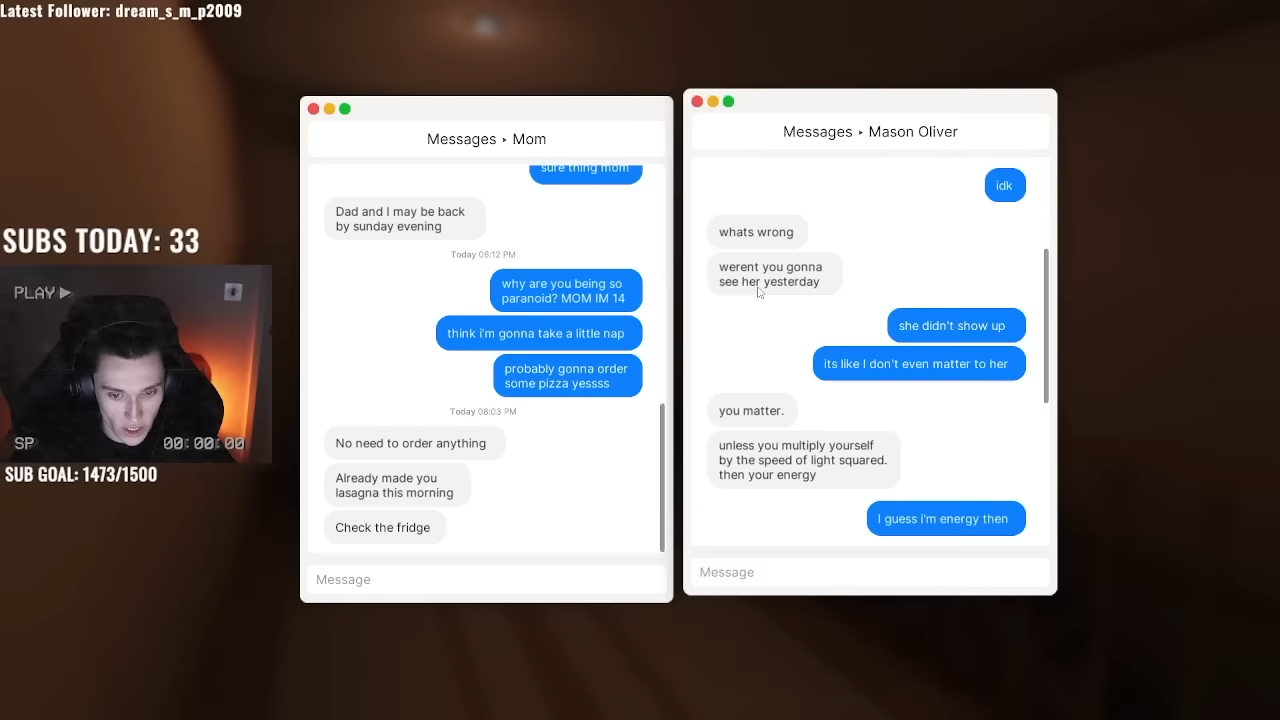 Latest Follower: dream_s_m_p2009
SUBS TODAY: 33
PLAY
SP
00:00:00
SUB GOAL: 1473/1500
Messages ‣ Mom
sure thing mom
Dad and I may be back
by sunday evening
Today 06:12 PM
why are you being so
paranoid? MOM IM 14
think i'm gonna take a little nap
probably gonna order
some pizza yessss
Today 08:03 PM
No need to order anything
Already made you
lasagna this morning
Check the fridge
Message
Messages ‣ Mason Oliver
idk
whats wrong
werent you gonna
see her yesterday
she didn't show up
its like I don't even matter to her
you matter.
unless you multiply yourself
by the speed of light squared.
then your energy
I guess i'm energy then
Message